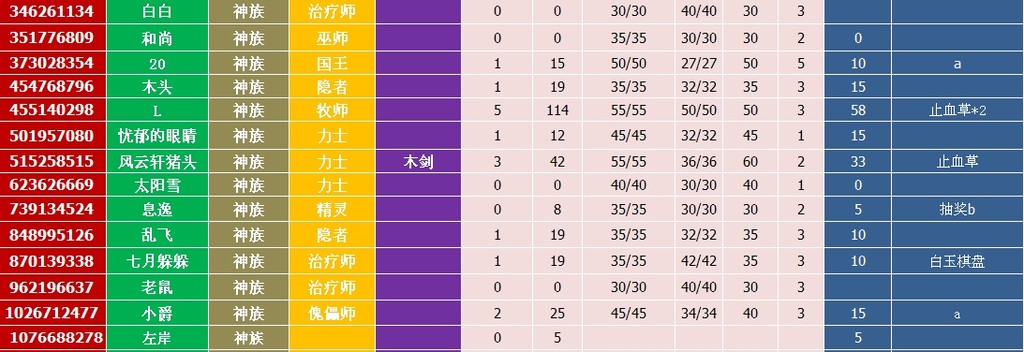 346261134 白白 神族 治疗师 0 0 30/30 40/40 30 3
351776809 和尚 神族 巫师 0 0 35/35 30/30 30 2 0
373028354 20 神族 国王 1 15 50/50 27/27 50 5 10 a
454768796 木头 神族 隐者 1 19 35/35 32/32 35 3 15
455140298 L 神族 牧师 5 114 55/55 50/50 50 3 58 止血草*2
501957080 忧郁的眼睛 神族 力士 1 12 45/45 32/32 45 1 15
515258515 风云轩猪头 神族 力士 木剑 3 42 55/55 36/36 60 2 33 止血草
623626669 太阳雪 神族 力士 0 0 40/40 30/30 40 1 0
739134524 息逸 神族 精灵 0 8 35/35 30/30 30 2 5 抽奖b
848995126 乱飞 神族 隐者 1 19 35/35 32/32 35 3 10
870139338 七月躲躲 神族 治疗师 1 19 35/35 42/42 35 3 10 白玉棋盘
962196637 老鼠 神族 治疗师 0 0 30/30 40/40 30 3
1026712477 小爵 神族 傀儡师 2 25 45/45 34/34 40 3 15 a
1076688278 左岸 神族 0 5 5